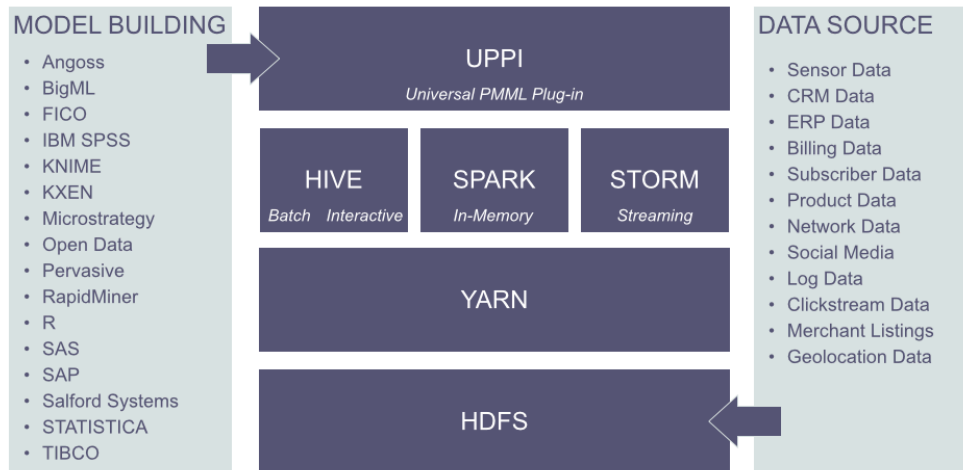 MODEL BUILDING
• Angoss
• BigML
• FICO
• IBM SPSS
• KNIME
• KXEN
• Microstrategy
• Open Data
• Pervasive
• RapidMiner
• R
• SAS
• SAP
• Salford Systems
• STATISTICA
• TIBCO
UPPI
Universal PMML Plug-in
HIVE
Batch Interactive
SPARK
In-Memory
STORM
Streaming
YARN
HDFS
DATA SOURCE
• Sensor Data
• CRM Data
• ERP Data
• Billing Data
• Subscriber Data
• Product Data
• Network Data
• Social Media
• Log Data
• Clickstream Data
• Merchant Listings
• Geolocation Data